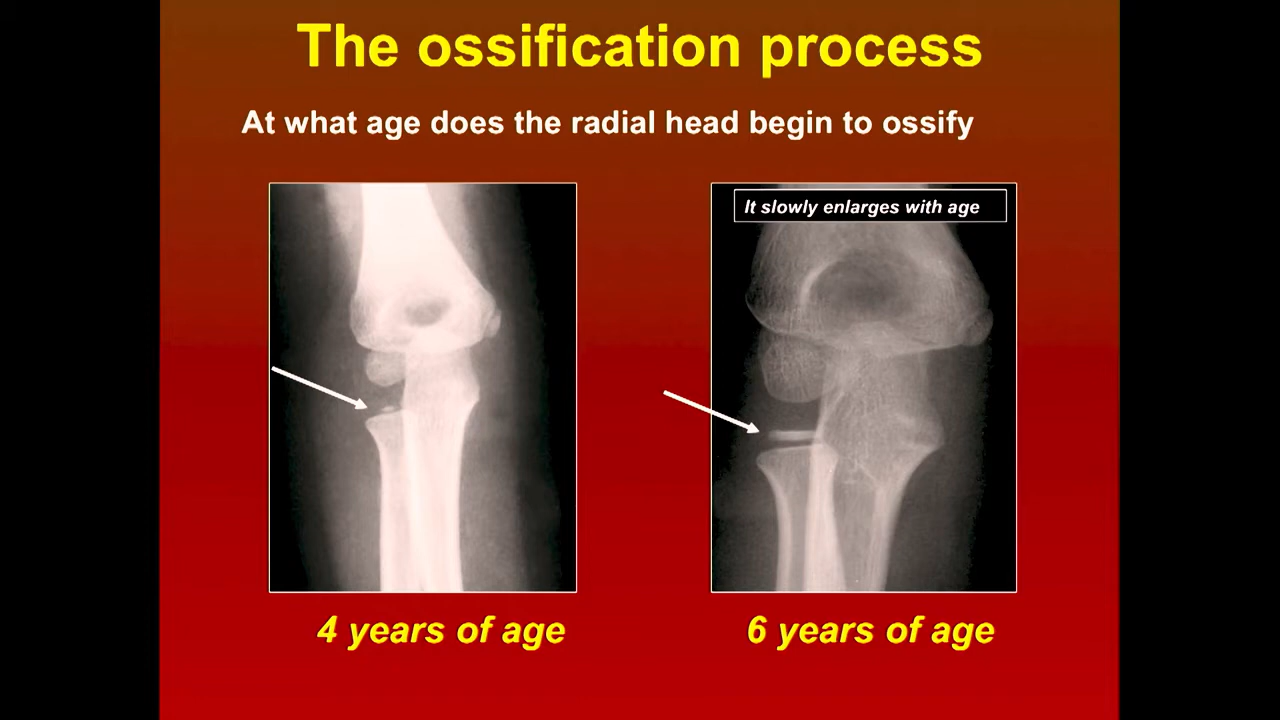 The ossification process
At what age does the radial head begin to ossify
It slowly enlarges with age
4 years of age
6 years of age